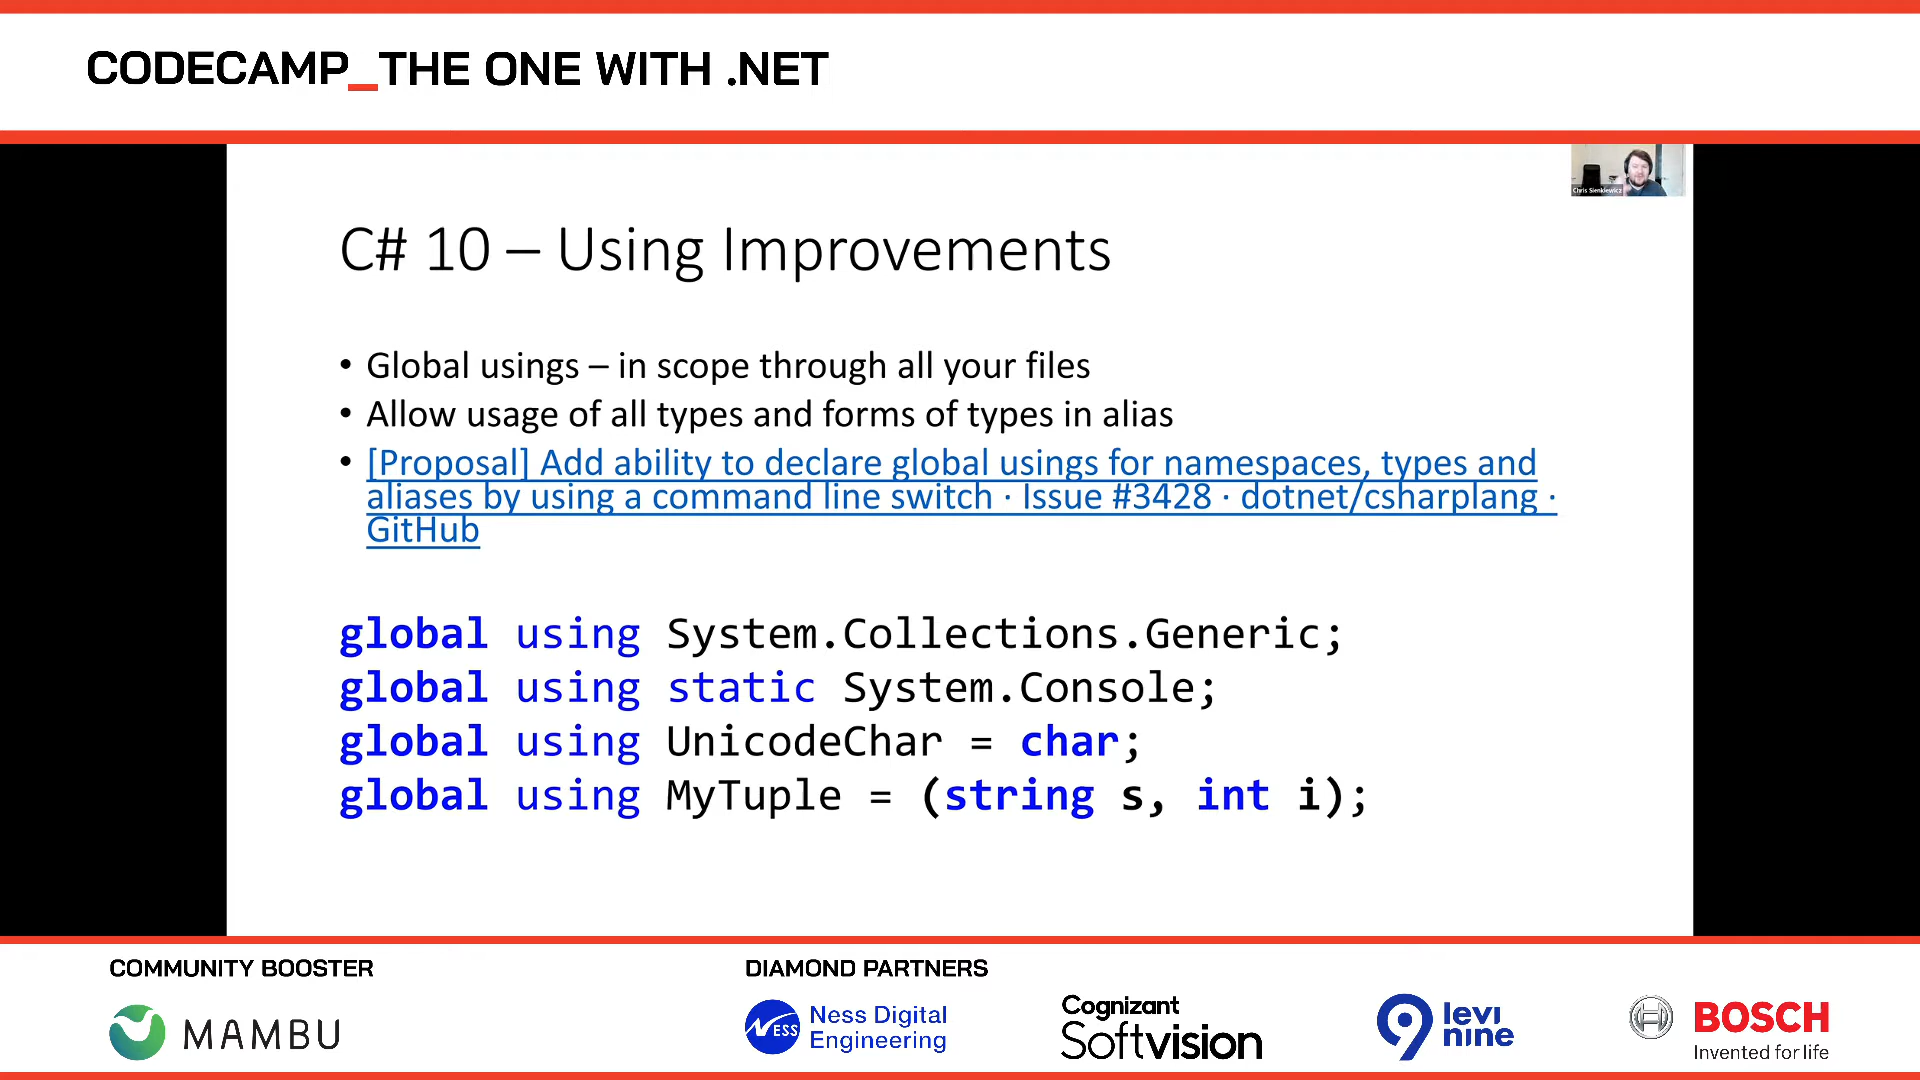 CODECAMP_THE ONE WITH .NET
Chris Sienkiewicz
C# 10 – Using Improvements
• Global usings – in scope through all your files
• Allow usage of all types and forms of types in alias
• [Proposal] Add ability to declare global usings for namespaces, types and
aliases by using a command line switch · Issue #3428 · dotnet/csharplang ·
GitHub
global using System.Collections.Generic;
global using static System.Console;
global using UnicodeChar = char;
global using MyTuple = (string s, int i);
COMMUNITY BOOSTER
DIAMOND PARTNERS
MAMBU
NESS
Ness Digital
Engineering
Cognizant
Softvision
levi
nine
BOSCH
Invented for life